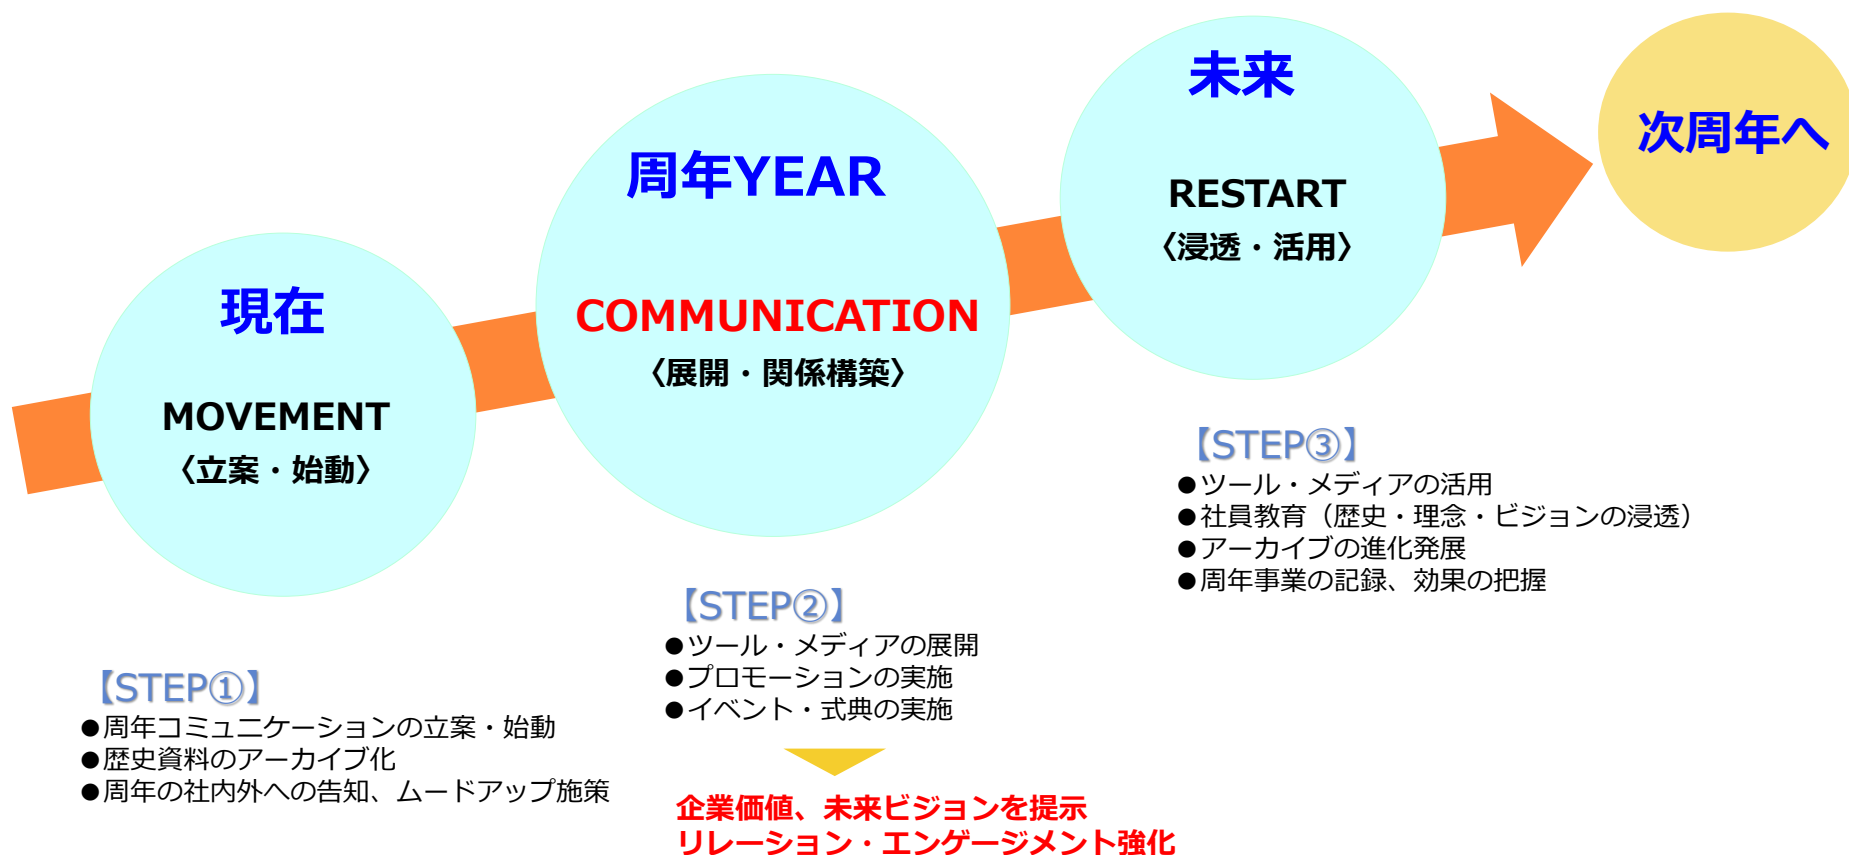 現在
MOVEMENT
〈立案・始動〉
周年YEAR
COMMUNICATION
〈展開・関係構築〉
未来
RESTART
〈浸透・活用〉
次周年へ
【STEP①】
●周年コミュニケーションの立案・始動
●歴史資料のアーカイブ化
●周年の社内外への告知、ムードアップ施策
【STEP②】
●ツール・メディアの展開
●プロモーションの実施
●イベント・式典の実施
企業価値、未来ビジョンを提示
リレーション・エンゲージメント強化
【STEP③】
●ツール・メディアの活用
●社員教育（歴史・理念・ビジョンの浸透）
●アーカイブの進化発展
●周年事業の記録、効果の把握